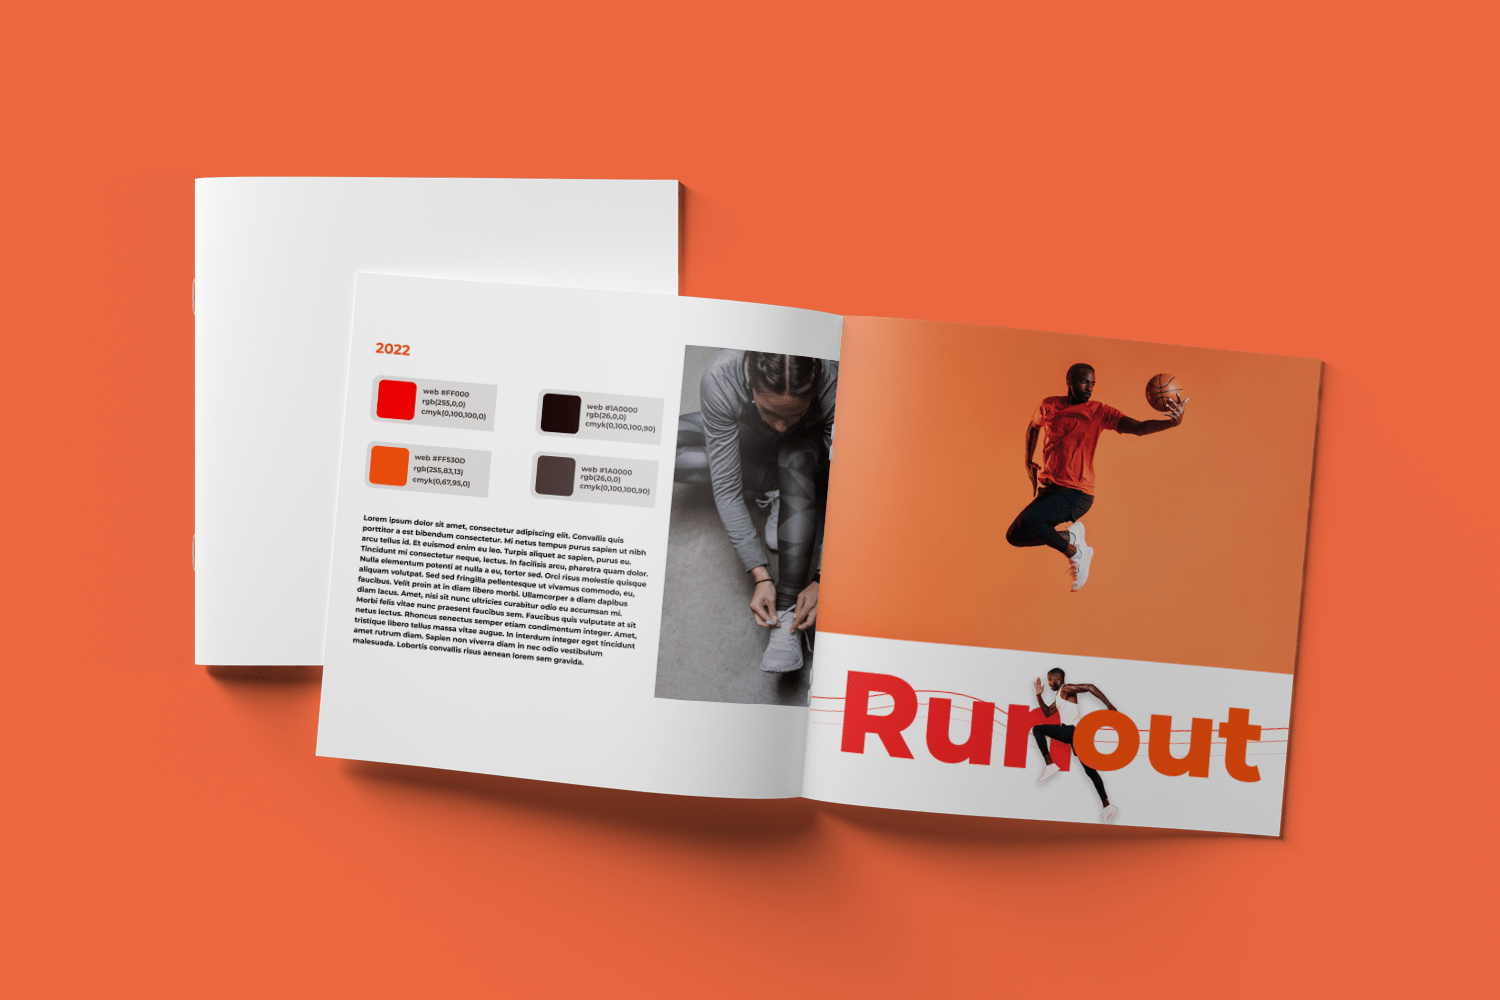 2022
web #FF000
rgb(255,0,0)
cmyk(0,100,100,0)
web #1A0000
rgb(26,0,0)
cmyk(0,100,100,90)
web #FF530D
rgb(255,83,13)
cmyk(0,67,95,0)
web #1A0000
rgb(26,0,0)
cmyk(0,100,100,90)
Lorem ipsum dolor sit amet, consectetur adipiscing elit. Convallis quis
porttitor a est bibendum consectetur. Mi netus tempus purus sapien ut nibh
arcu tellus id. Et euismod enim eu leo. Turpis aliquet ac sapien, purus eu.
Tincidunt mi consectetur neque, lectus. In facilisis arcu, pharetra quam dolor.
Nulla elementum potenti at nulla a eu, tortor sed. Orci risus molestie quisque
aliquam volutpat. Sed sed fringilla pellentesque ut vivamus commodo, eu,
faucibus. Velit proin at in diam libero morbi. Ullamcorper a diam dapibus
diam lacus. Amet, nisi sit nunc ultricies curabitur odio eu accumsan mi.
Morbi felis vitae nunc praesent faucibus sem. Faucibus quis vulputate at sit
netus lectus. Rhoncus senectus semper etiam condimentum integer. Amet,
tristique libero tellus massa vitae augue. In interdum integer eget tincidunt
amet rutrum diam. Sapien non viverra diam in nec odio vestibulum
malesuada. Lobortis convallis risus aenean lorem sem gravida.
Runout